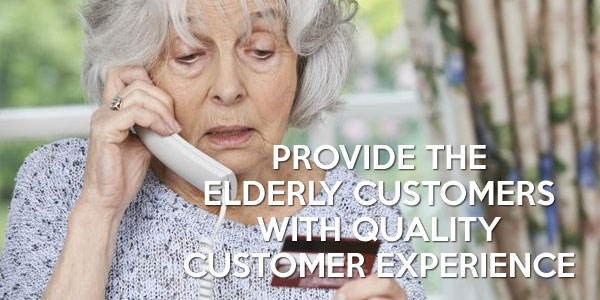 PROVIDE THE
ELDERLY CUSTOMERS
WITH QUALITY
CUSTOMER EXPERIENCE